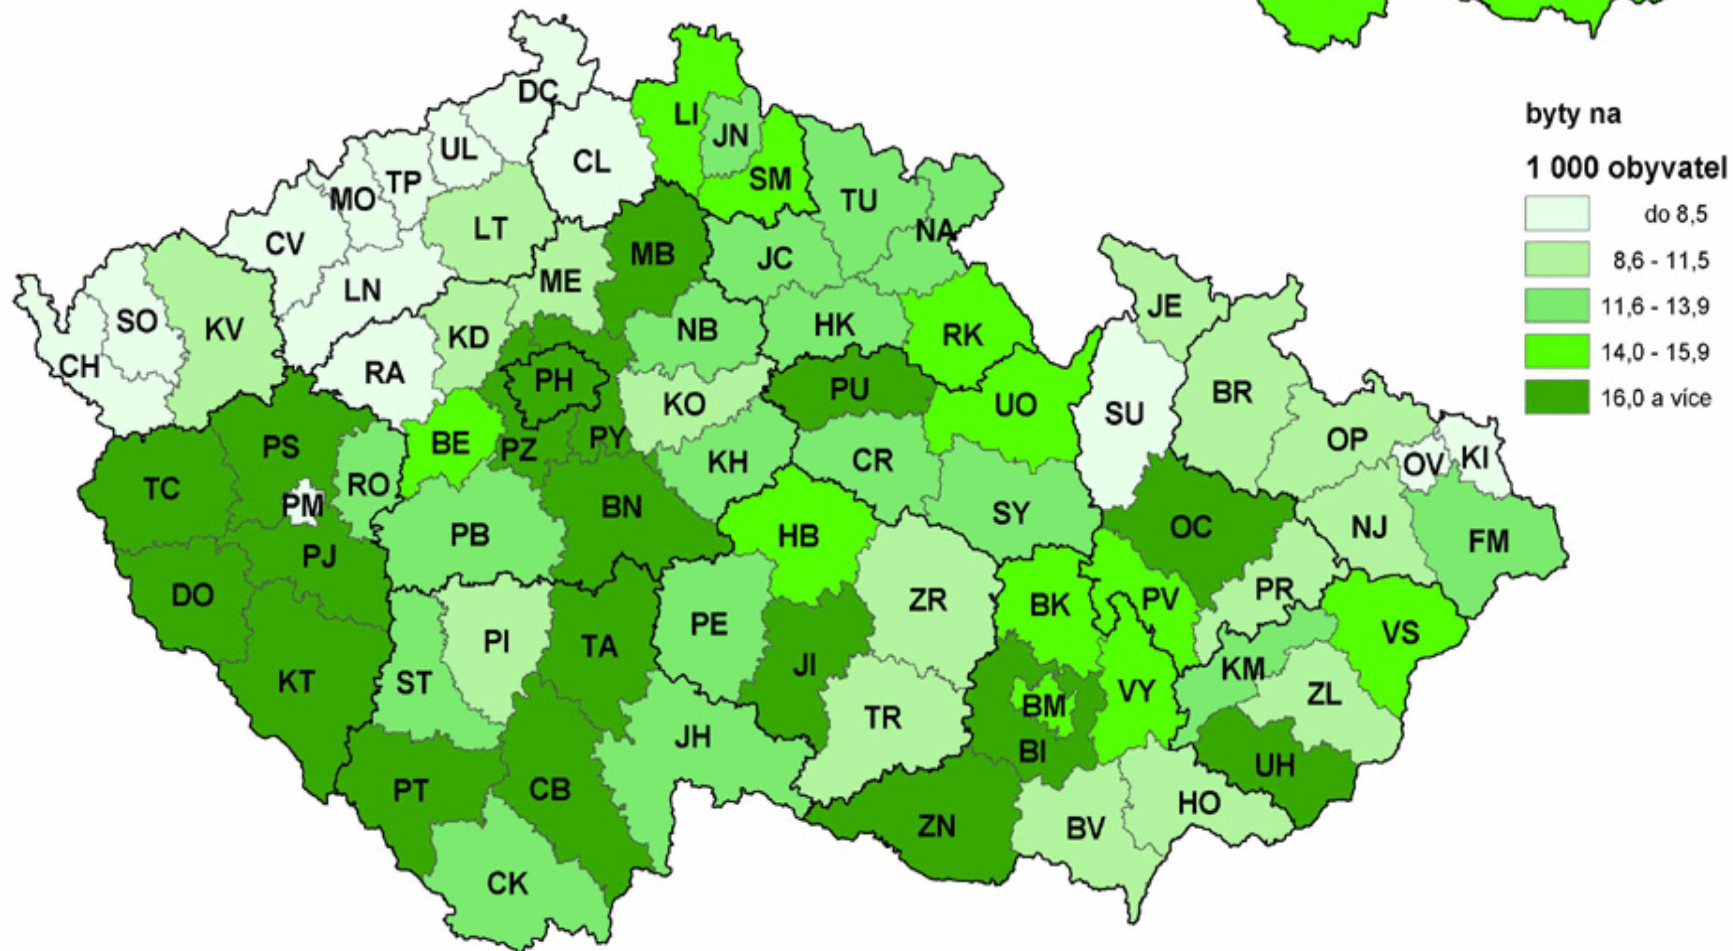 byty na
1 000 obyvatel
do 8,5
8,6 - 11,5
11,6 - 13,9
14,0 - 15,9
16,0 a více
DC
LI
JN
UL
CL
SM
TP
MO
TU
LT
NA
CV
MB
JC
ME
LN
JE
SO
KV
KD
NB
HK
RK
CH
RA
PH
PU
BR
KO
UO
SU
PS
BE
PZ
PY
OP
KH
CR
OV
KI
TC
RO
PM
BN
SY
PB
HB
OC
NJ
FM
PJ
DO
ZR
BK
PV
PR
PE
VS
PI
TA
JI
KT
ST
KM
VY
ZL
BM
TR
JH
BI
UH
PT
CB
HO
ZN
BV
CK